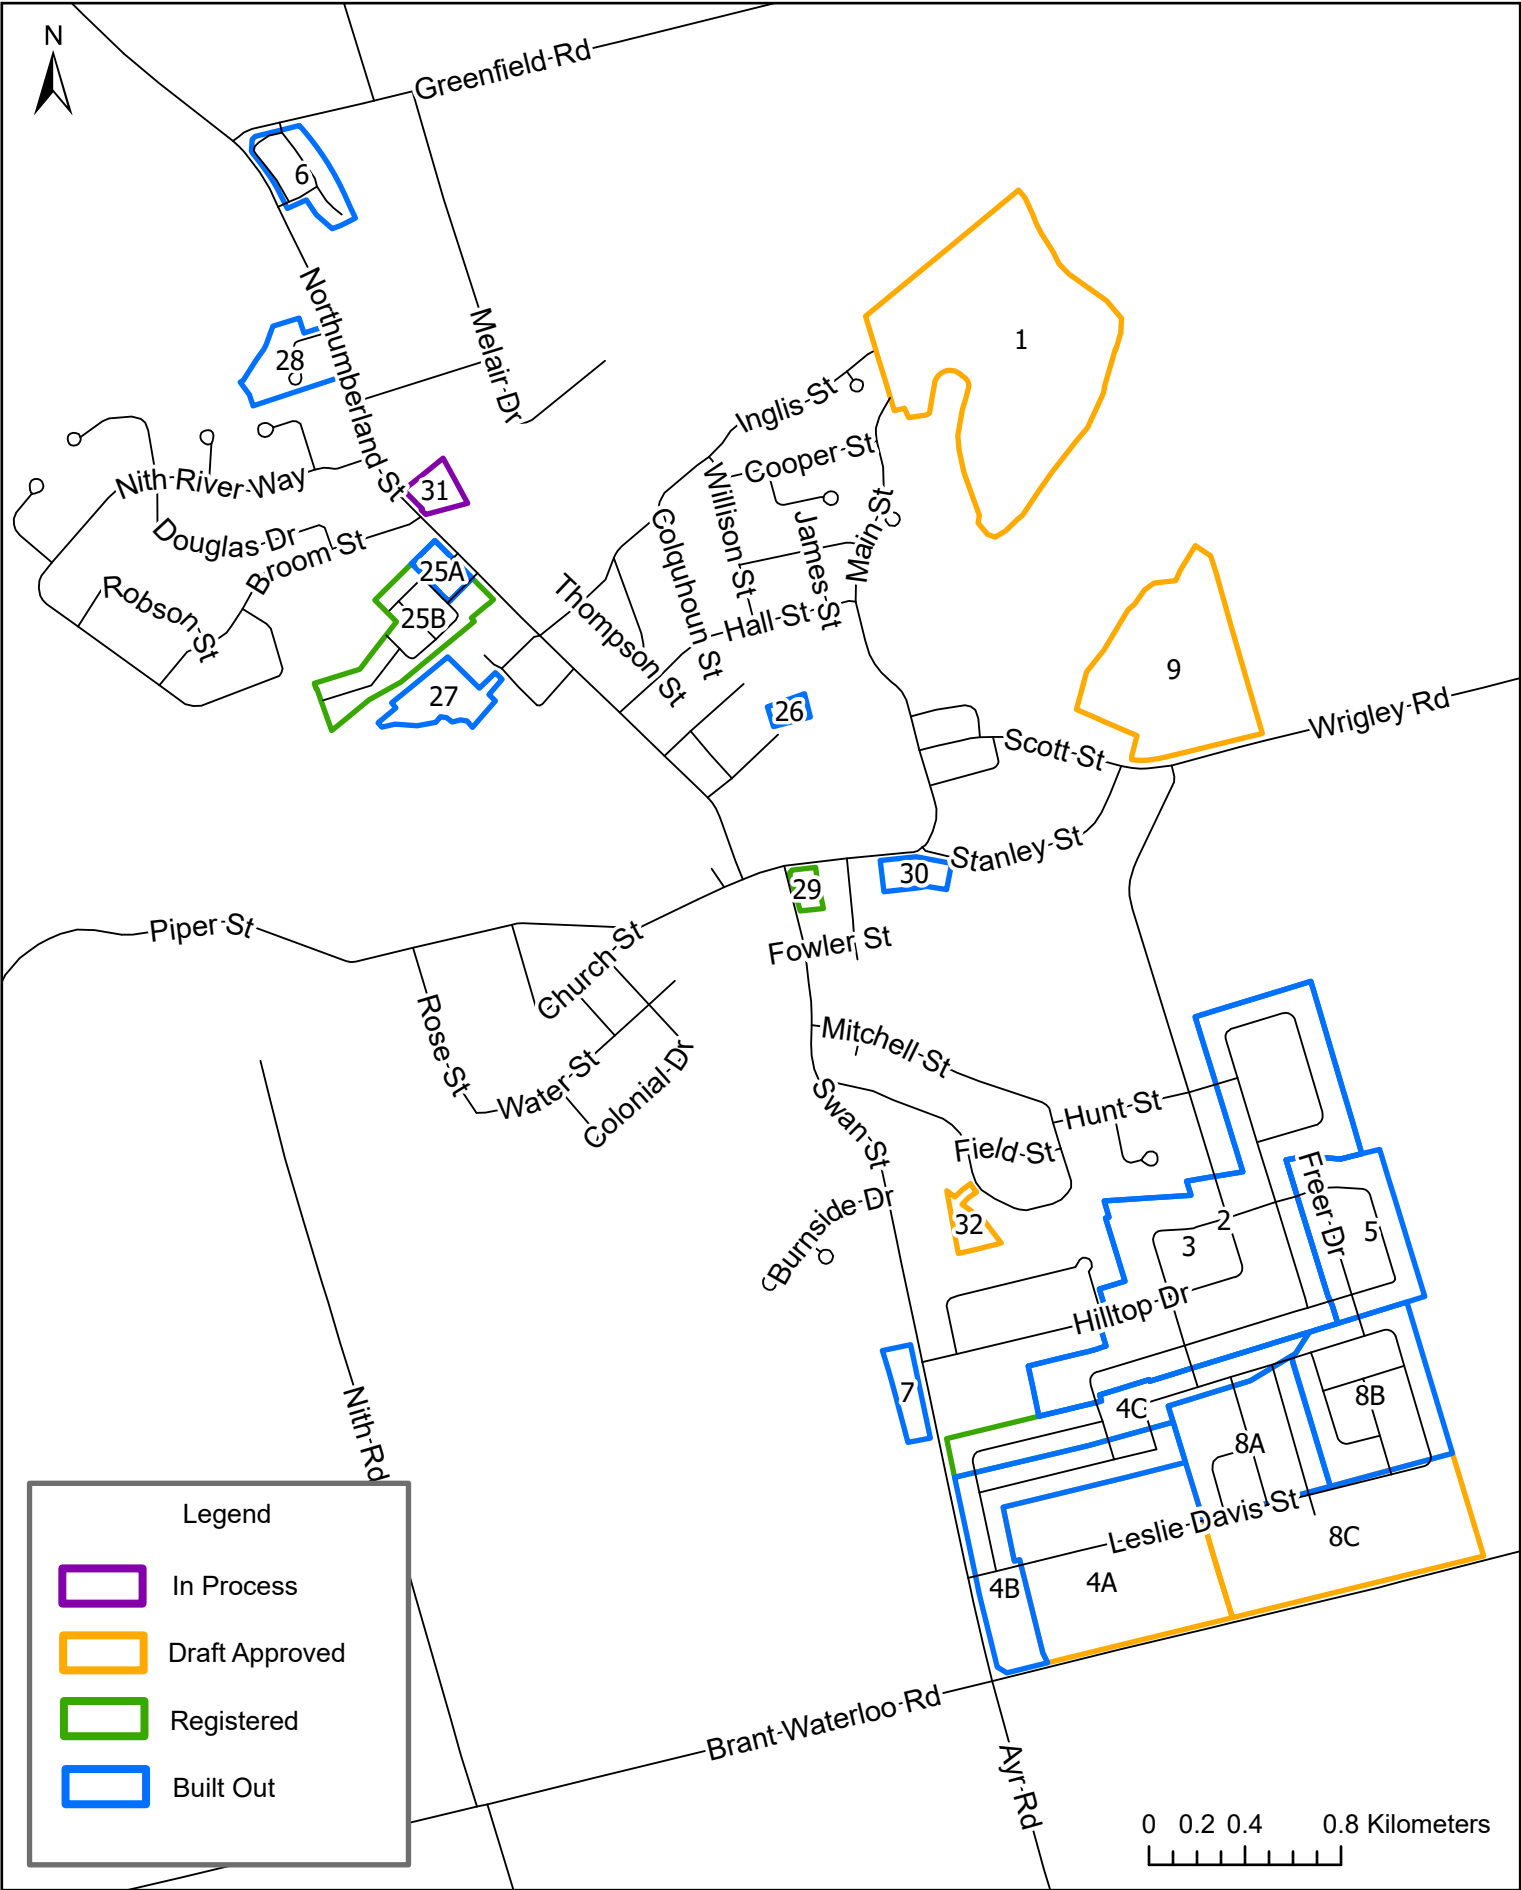 N
Greenfield Rd
6
Northumberland St
Melair Dr
1
28
Inglis St
Cooper St
Nith River Way
31
Willison St
Main St
Colquhoun St
James St
Douglas Dr
Broom St
25A
Robson St
Thompson St
25B
Hall St
27
9
26
Wrigley Rd
Scott St
Stanley St
30
29
Piper St
Church St
Fowler St
Rose St
Mitchell St
Water St
Colonial Dr
Swan St
Hunt St
Field St
Freer Dr
Burnside Dr
32
2
3
5
Hilltop Dr
7
4C
8B
Nith Rd
8A
Leslie Davis St
8C
4B
4A
Brant Waterloo Rd
Ayr Rd
Legend
In Process
Draft Approved
Registered
Built Out
0 0.2 0.4 0.8 Kilometers